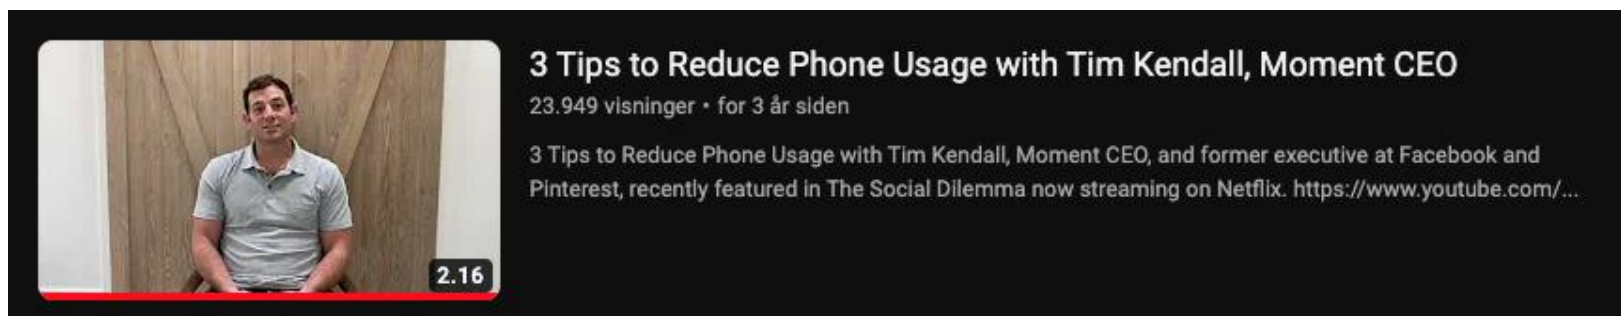 3 Tips to Reduce Phone Usage with Tim Kendall, Moment CEO
23.949 visninger • for 3 år siden
3 Tips to Reduce Phone Usage with Tim Kendall, Moment CEO, and former executive at Facebook and
Pinterest, recently featured in The Social Dilemma now streaming on Netflix. https://www.youtube.com/...
2.16